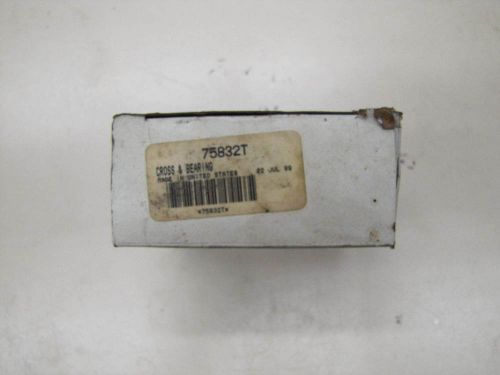 75832T
CROSS & BEARING
MADE IN UNITED STATES
22 JUL 99
*75832T*